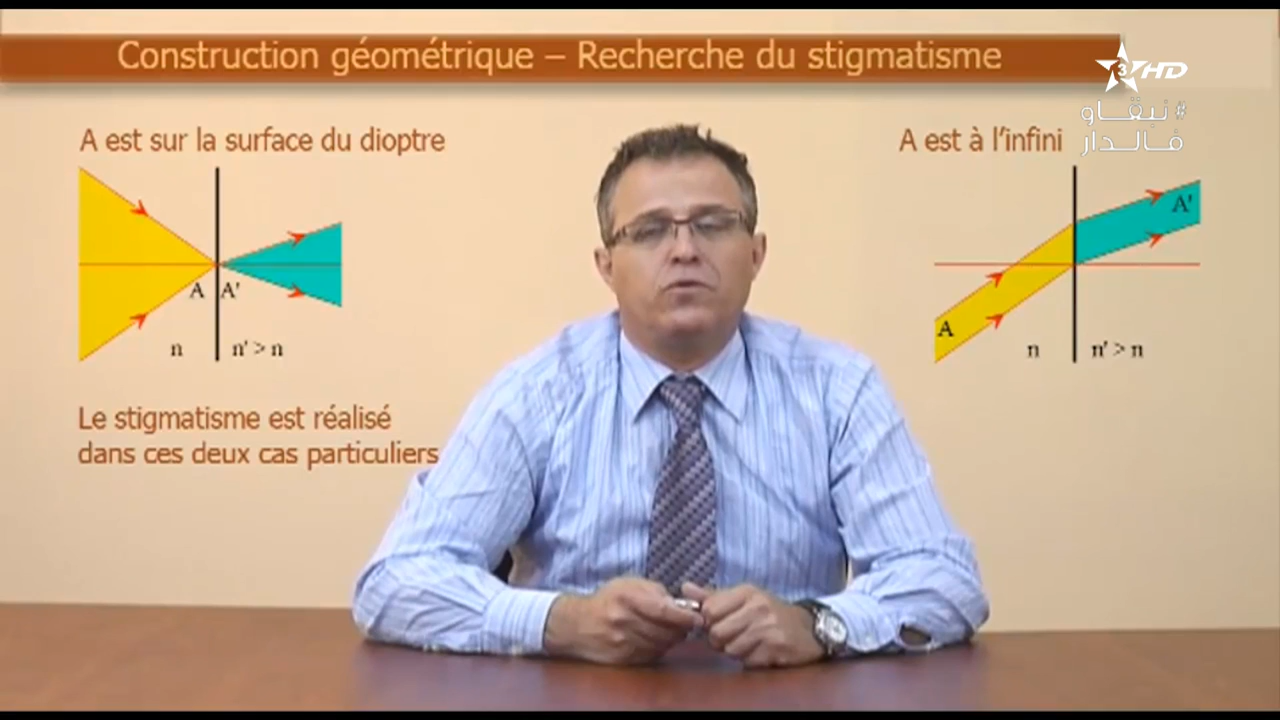 Construction géométrique – Recherche du stigmatisme
3 HD
#نبقاو
فالدار
A est sur la surface du dioptre
A est à l'infini
A A'
n n' > n
A'
A
n n' > n
Le stigmatisme est réalisé
dans ces deux cas particuliers